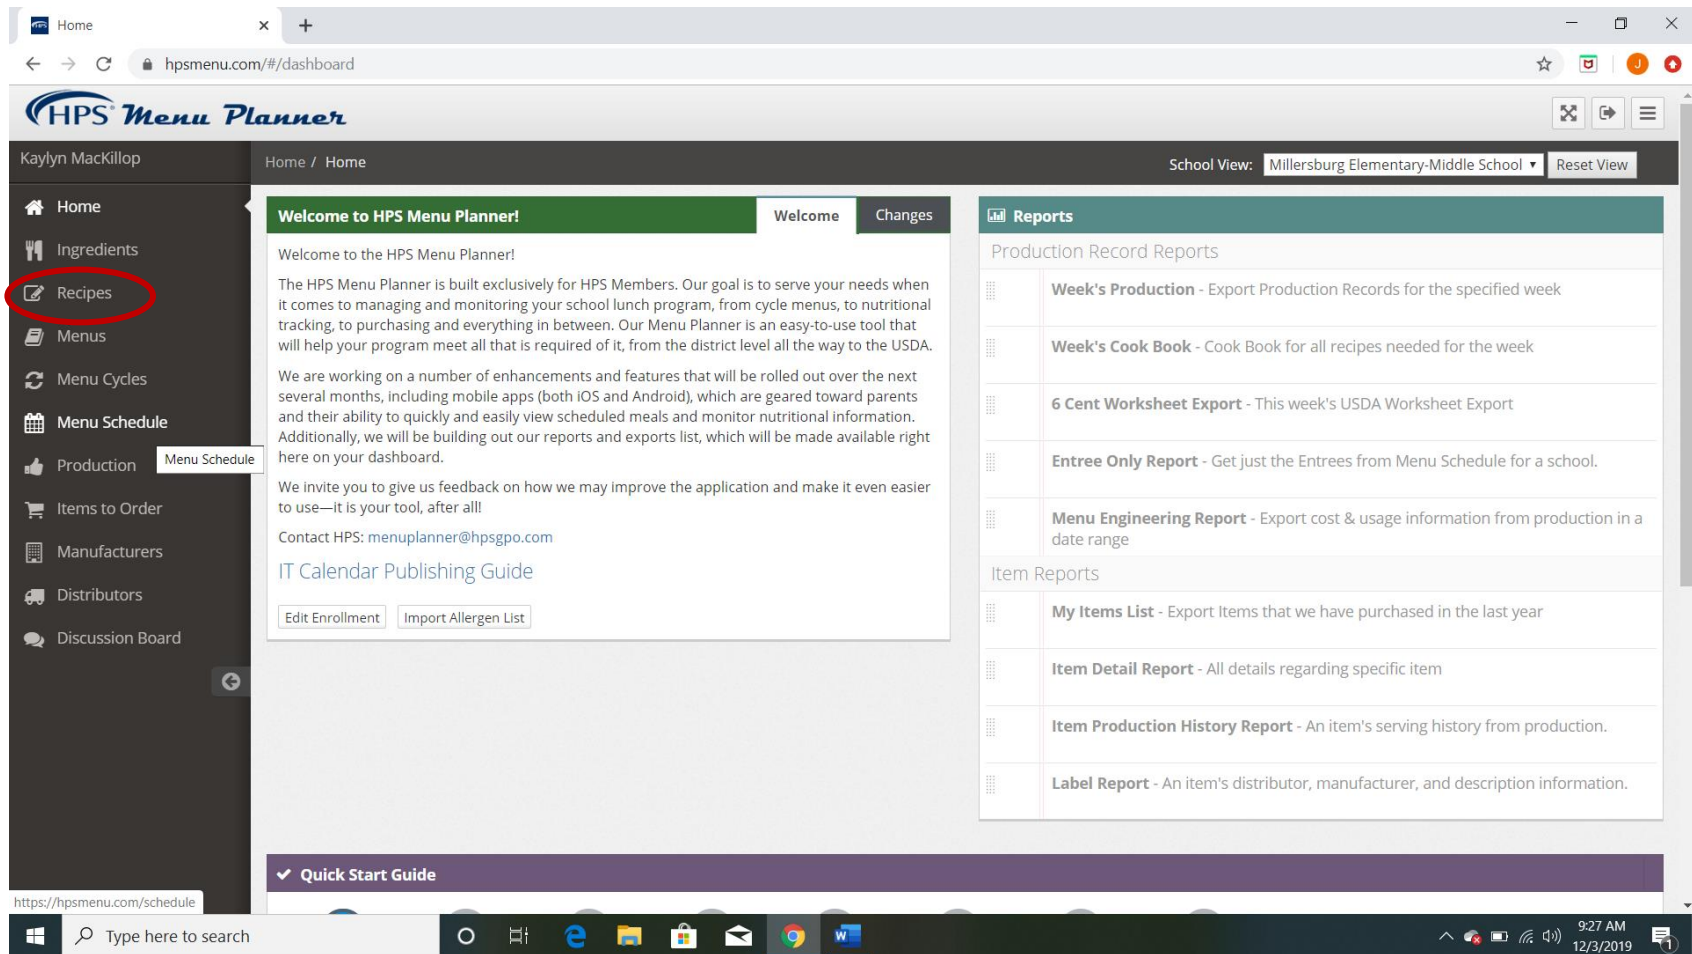 Home
hpsmenu.com/#/dashboard
HPS Menu Planner
Kaylyn MacKillop
Home / Home
School View: Millersburg Elementary-Middle School Reset View
Home
Ingredients
Recipes
Menus
Menu Cycles
Menu Schedule
Production
Menu Schedule
Items to Order
Manufacturers
Distributors
Discussion Board
https://hpsmenu.com/schedule
Welcome to HPS Menu Planner! Welcome Changes
Welcome to the HPS Menu Planner!
The HPS Menu Planner is built exclusively for HPS Members. Our goal is to serve your needs when
it comes to managing and monitoring your school lunch program, from cycle menus, to nutritional
tracking, to purchasing and everything in between. Our Menu Planner is an easy-to-use tool that
will help your program meet all that is required of it, from the district level all the way to the USDA.
We are working on a number of enhancements and features that will be rolled out over the next
several months, including mobile apps (both iOS and Android), which are geared toward parents
and their ability to quickly and easily view scheduled meals and monitor nutritional information.
Additionally, we will be building out our reports and exports list, which will be made available right
here on your dashboard.
We invite you to give us feedback on how we may improve the application and make it even easier
to use—it is your tool, after all!
Contact HPS: menuplanner@hpsgpo.com
IT Calendar Publishing Guide
Edit Enrollment Import Allergen List
Reports
Production Record Reports
Week's Production - Export Production Records for the specified week
Week's Cook Book - Cook Book for all recipes needed for the week
6 Cent Worksheet Export - This week's USDA Worksheet Export
Entree Only Report - Get just the Entrees from Menu Schedule for a school.
Menu Engineering Report - Export cost & usage information from production in a
date range
Item Reports
My Items List - Export Items that we have purchased in the last year
Item Detail Report - All details regarding specific item
Item Production History Report - An item's serving history from production.
Label Report - An item's distributor, manufacturer, and description information.
Quick Start Guide
Type here to search
9:27 AM
12/3/2019